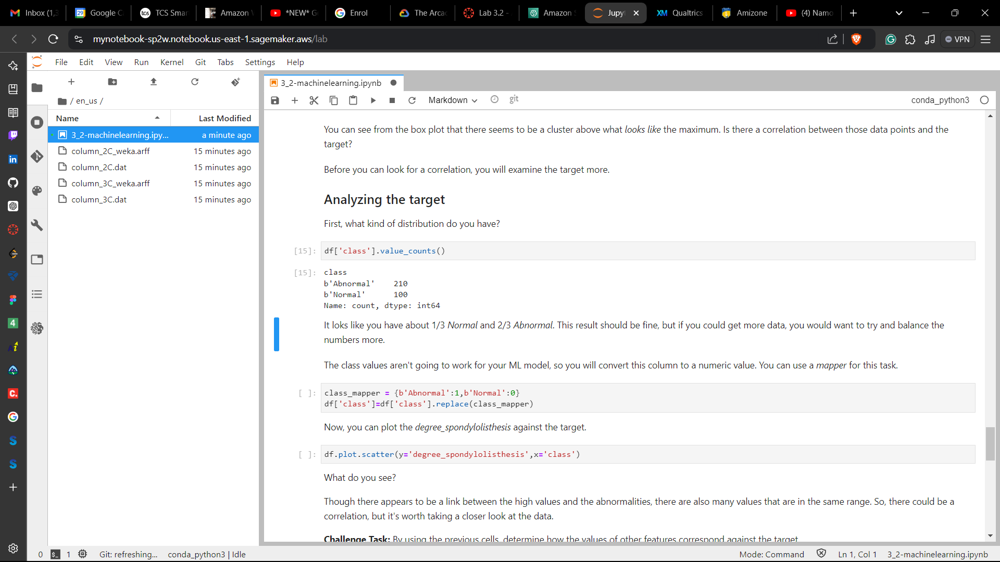 Inbox (1,3
29
Google C
tcs
TCS Smar
Amazon
*NEW* G
Enrol
The Arca
Lab 3.2 -
Amazon
Jupy
XM Qualtrics
Amizone
(4) Namo
mynotebook-sp2w.notebook.us-east-1.sagemaker.aws/lab
VPN
File Edit View Run Kernel Git Tabs Settings Help
/ en_us /
Name Last Modified
3_2-machinelearning.ipy... a minute ago
column_2C_weka.arff 15 minutes ago
column_2C.dat 15 minutes ago
column_3C_weka.arff 15 minutes ago
column_3C.dat 15 minutes ago
3_2-machinelearning.ipynb
Markdown
git
conda_python3
You can see from the box plot that there seems to be a cluster above what looks like the maximum. Is there a correlation between those data points and the
target?
Before you can look for a correlation, you will examine the target more.
Analyzing the target
First, what kind of distribution do you have?
[15]: df['class'].value_counts()
[15]: class
b'Abnormal' 210
b'Normal' 100
Name: count, dtype: int64
It loks like you have about 1/3 Normal and 2/3 Abnormal. This result should be fine, but if you could get more data, you would want to try and balance the
numbers more.
The class values aren't going to work for your ML model, so you will convert this column to a numeric value. You can use a mapper for this task.
[ ]: class_mapper = {b'Abnormal':1,b'Normal':0}
df['class']=df['class'].replace(class_mapper)
Now, you can plot the degree_spondylolisthesis against the target.
[ ]: df.plot.scatter(y='degree_spondylolisthesis',x='class')
What do you see?
Though there appears to be a link between the high values and the abnormalities, there are also many values that are in the same range. So, there could be a
correlation, but it's worth taking a closer look at the data.
Challenge Task: By using the previous cells, determine how the values of other features correspond against the target
in
4
Ai
C.
S
S
0 $_ 1 Git: refreshing... conda_python3 | Idle
Mode: Command Ln 1, Col 1 3_2-machinelearning.ipynb